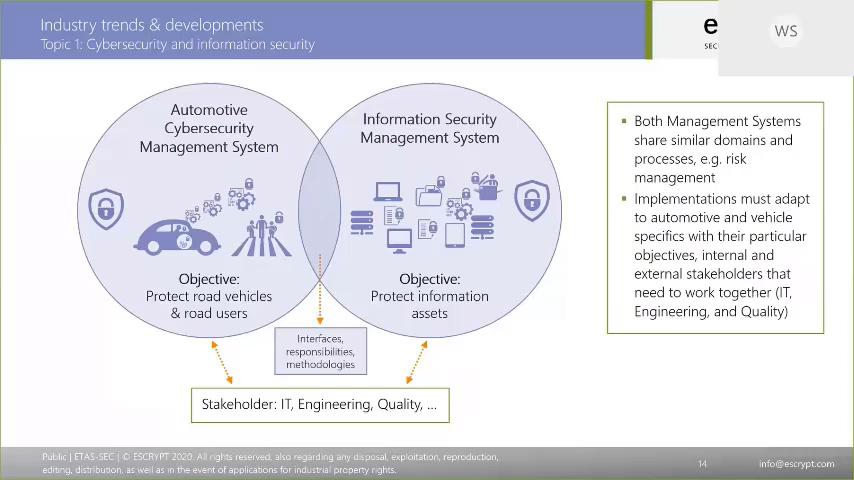 Industry trends & developments
Topic 1: Cybersecurity and information security
e
SEC
WS
Automotive
Cybersecurity
Management System
Information Security
Management System
Objective:
Protect road vehicles
& road users
Objective:
Protect information
assets
Interfaces,
responsibilities,
methodologies
Stakeholder: IT, Engineering, Quality, ...
▪ Both Management Systems
share similar domains and
processes, e.g. risk
management
▪ Implementations must adapt
to automotive and vehicle
specifics with their particular
objectives, internal and
external stakeholders that
need to work together (IT,
Engineering, and Quality)
Public | ETAS-SEC | © ESCRYPT 2020. All rights reserved, also regarding any disposal, exploitation, reproduction,
editing, distribution, as well as in the event of applications for industrial property rights.
14
info@escrypt.com